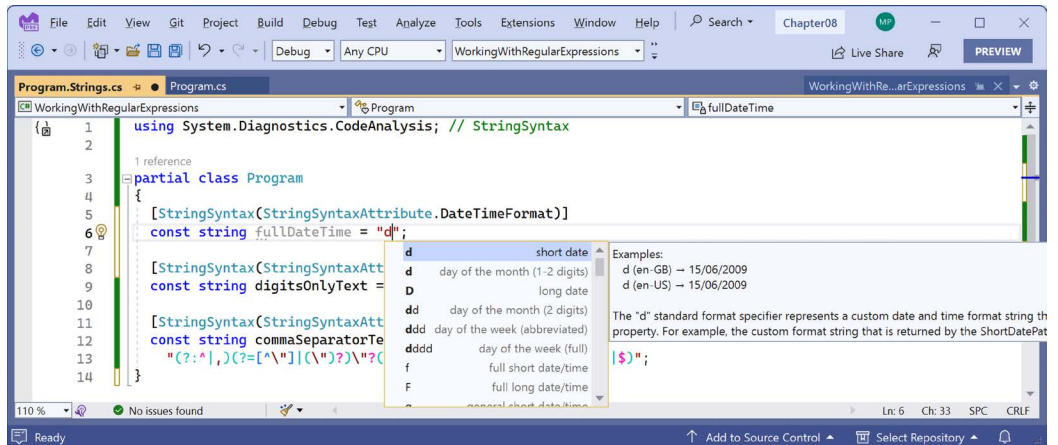 File Edit View Git Project Build Debug Test Analyze Tools Extensions Window Help Search Chapter08 MP
Debug Any CPU WorkingWithRegularExpressions Live Share PREVIEW
Program.Strings.cs Program.cs WorkingWithRe...arExpressions
C# WorkingWithRegularExpressions Program fullDateTime
1 using System.Diagnostics.CodeAnalysis; // StringSyntax
2
1 reference
3 partial class Program
4 {
5 [StringSyntax(StringSyntaxAttribute.DateTimeFormat)]
6 const string fullDateTime = "d";
7
8 [StringSyntax(StringSyntaxAtt
9 const string digitsOnlyText =
10
11 [StringSyntax(StringSyntaxAtt
12 const string commaSeparatorTe
13 "(?:^|,)(?=[^\"]|(\")?)\"?( |$)";
14 }
d short date
d day of the month (1-2 digits)
D long date
dd day of the month (2 digits)
ddd day of the week (abbreviated)
dddd day of the week (full)
f full short date/time
F full long date/time
g general short date/time
Examples:
d (en-GB) → 15/06/2009
d (en-US) → 15/06/2009
The "d" standard format specifier represents a custom date and time format string th
property. For example, the custom format string that is returned by the ShortDatePat
110 % No issues found Ln: 6 Ch: 33 SPC CRLF
Ready Add to Source Control Select Repository